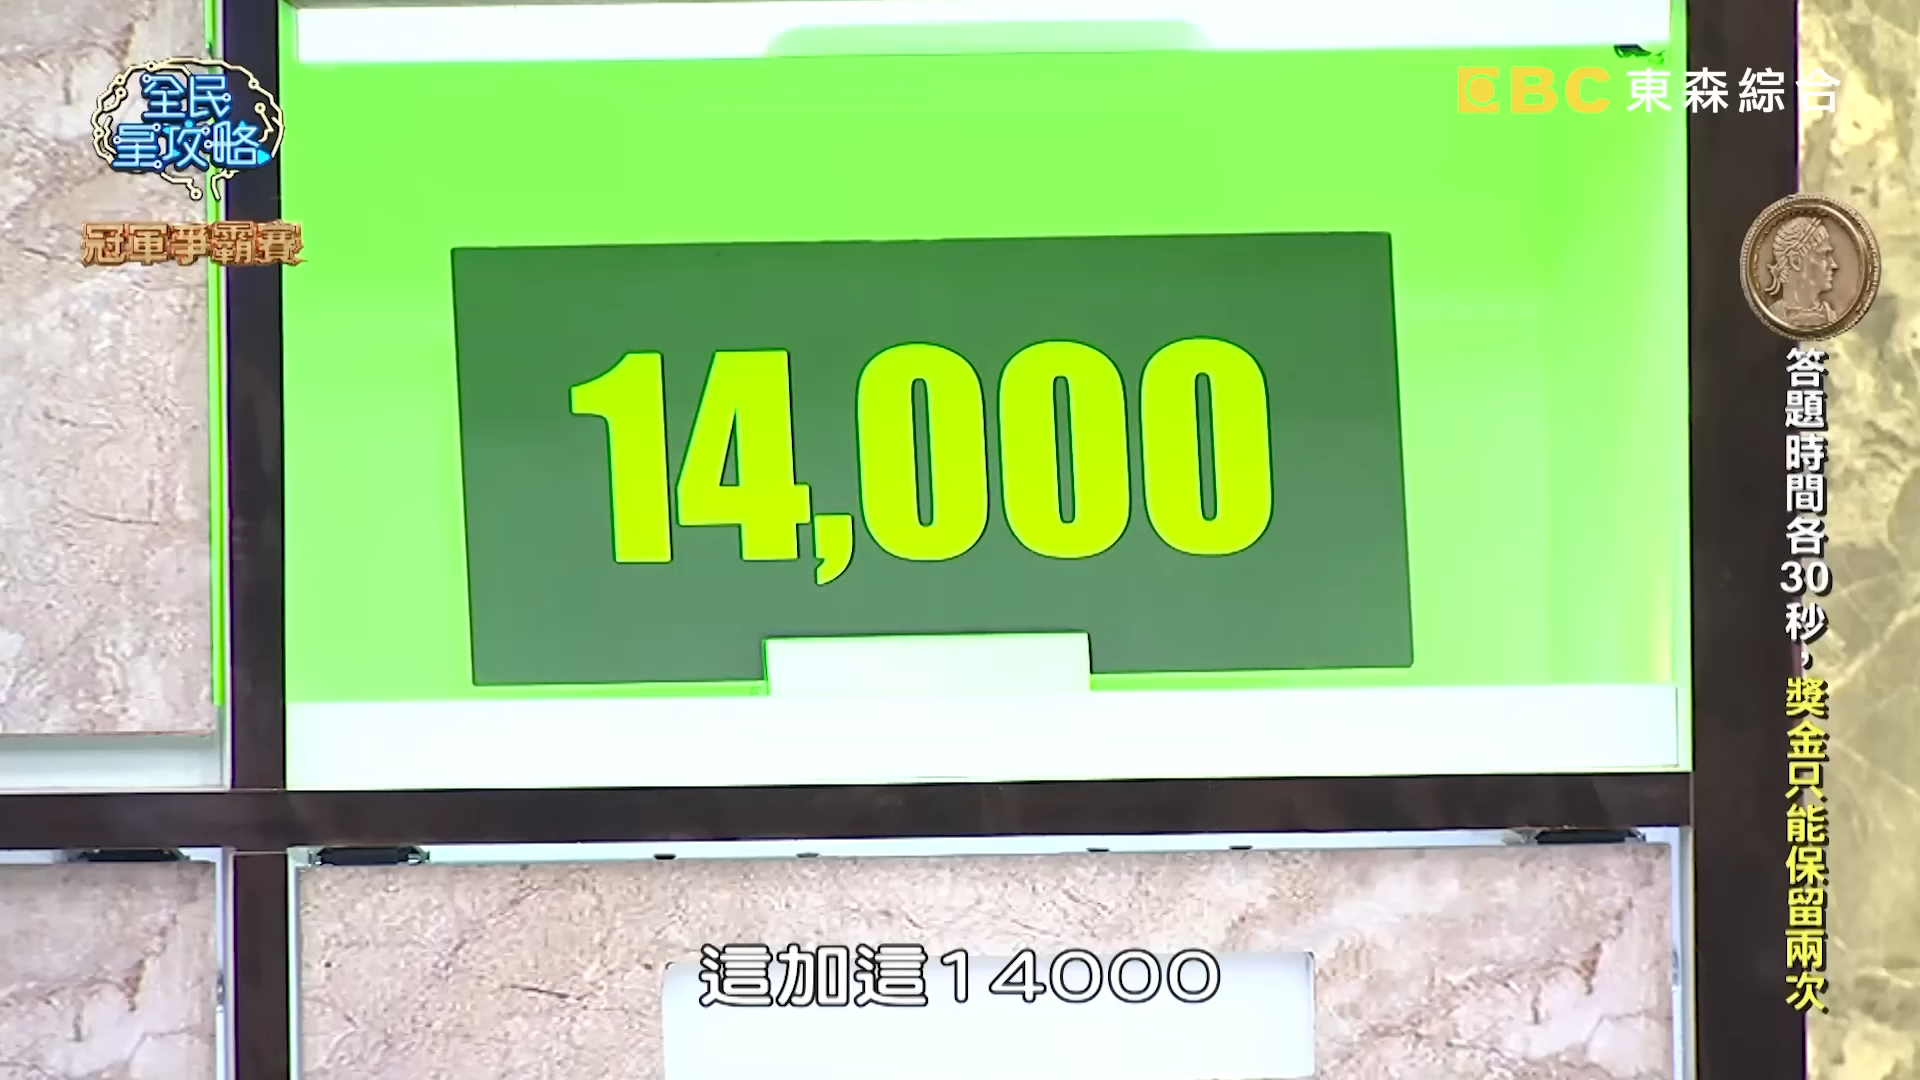 全民
星攻略
冠軍爭霸賽
EBC 東森綜合
14,000
答題時間各30秒，獎金只能保留兩次
這加這14000